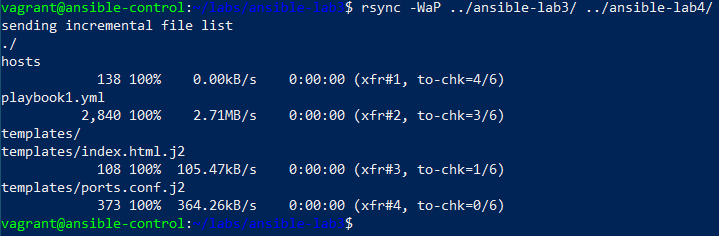 vagrant@ansible-control:~/labs/ansible-lab3$ rsync -WaP ../ansible-lab3/ ../ansible-lab4/
sending incremental file list
./
hosts
            138 100%    0.00kB/s    0:00:00 (xfr#1, to-chk=4/6)
playbook1.yml
          2,840 100%    2.71MB/s    0:00:00 (xfr#2, to-chk=3/6)
templates/
templates/index.html.j2
            108 100%  105.47kB/s    0:00:00 (xfr#3, to-chk=1/6)
templates/ports.conf.j2
            373 100%  364.26kB/s    0:00:00 (xfr#4, to-chk=0/6)
vagrant@ansible-control:~/labs/ansible-lab3$